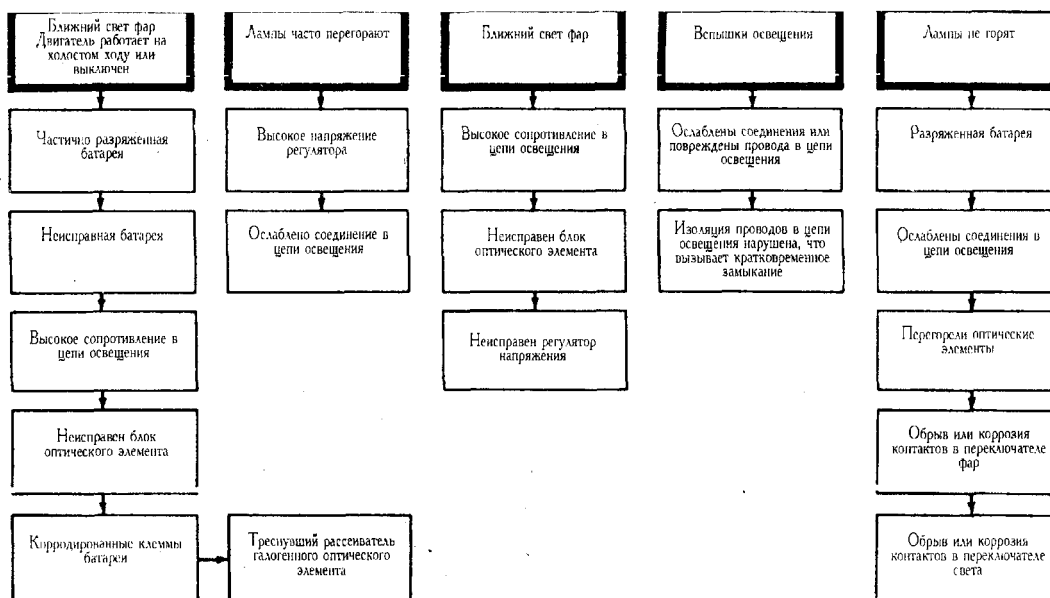 Ближний свет фар
Двигатель работает на
холостом ходу или
выключен
Частично разряженная
батарея
Неисправная батарея
Высокое сопротивление в
цепи освещения
Неисправен блок
оптического элемента
Корродированные клеммы
батареи
Треснувший рассеиватель
галогенного оптического
элемента
Лампы часто перегорают
Высокое напряжение
регулятора
Ослаблено соединение в
цепи освещения
Ближний свет фар
Высокое сопротивление в
цепи освещения
Неисправен блок
оптического элемента
Неисправен регулятор
напряжения
Вспышки освещения
Ослаблены соединения или
повреждены провода в цепи
освещения
Изоляция проводов в цепи
освещения нарушена, что
вызывает кратковременное
замыкание
Лампы не горят
Разряженная батарея
Ослаблены соединения в
цепи освещения
Перегорели оптические
элементы
Обрыв или коррозия
контактов в переключателе
фар
Обрыв или коррозия
контактов в переключателе
света